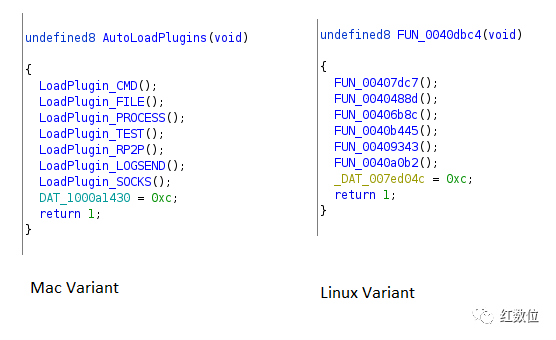 undefined8 AutoLoadPlugins(void)
{
LoadPlugin_CMD();
LoadPlugin_FILE();
LoadPlugin_PROCESS();
LoadPlugin_TEST();
LoadPlugin_RP2P();
LoadPlugin_LOGSEND();
LoadPlugin_SOCKS();
DAT_1000a1430 = 0xc;
return 1;
}
Mac Variant
undefined8 FUN_0040dbc4(void)
{
FUN_00407dc7();
FUN_0040488d();
FUN_00406b8c();
FUN_0040b445();
FUN_00409343();
FUN_0040a0b2();
_DAT_007ed04c = 0xc;
return 1;
}
Linux Variant
红数位